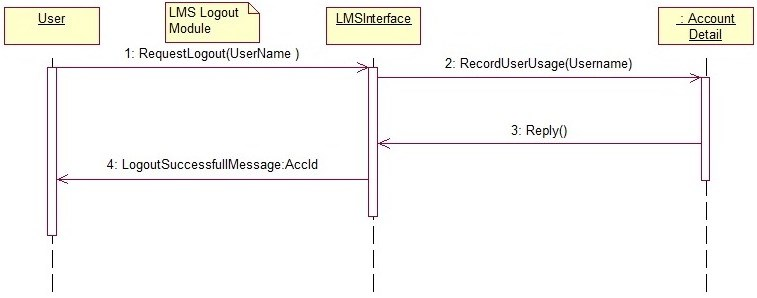 User
LMS Logout
Module
LMSInterface
: Account
Detail
1: RequestLogout(UserName )
2: RecordUserUsage(Username)
3: Reply()
4: LogoutSuccessfullMessage:AccId